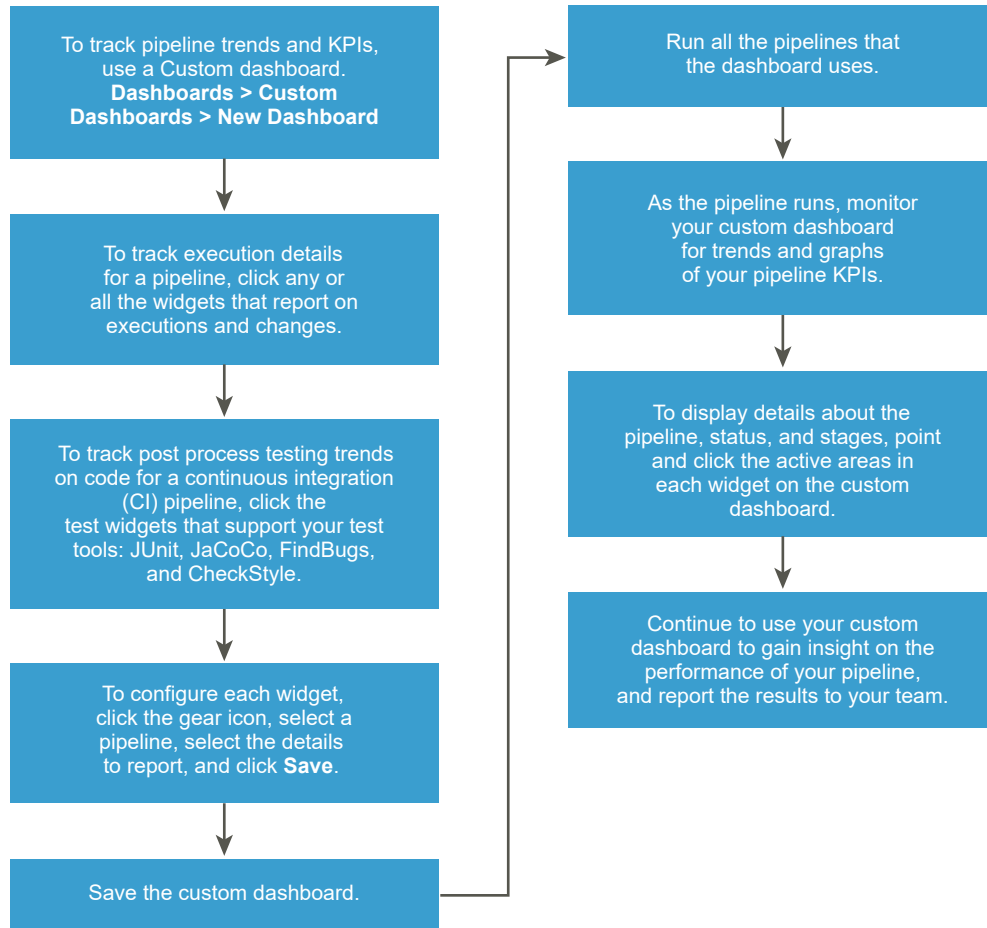 To track pipeline trends and KPIs,
use a Custom dashboard.
Dashboards > Custom
Dashboards > New Dashboard
To track execution details
for a pipeline, click any or
all the widgets that report on
executions and changes.
To track post process testing trends
on code for a continuous integration
(CI) pipeline, click the
test widgets that support your test
tools: JUnit, JaCoCo, FindBugs,
and CheckStyle.
To configure each widget,
click the gear icon, select a
pipeline, select the details
to report, and click Save.
Save the custom dashboard.
Run all the pipelines that
the dashboard uses.
As the pipeline runs, monitor
your custom dashboard
for trends and graphs
of your pipeline KPIs.
To display details about the
pipeline, status, and stages, point
and click the active areas in
each widget on the custom
dashboard.
Continue to use your custom
dashboard to gain insight on the
performance of your pipeline,
and report the results to your team.